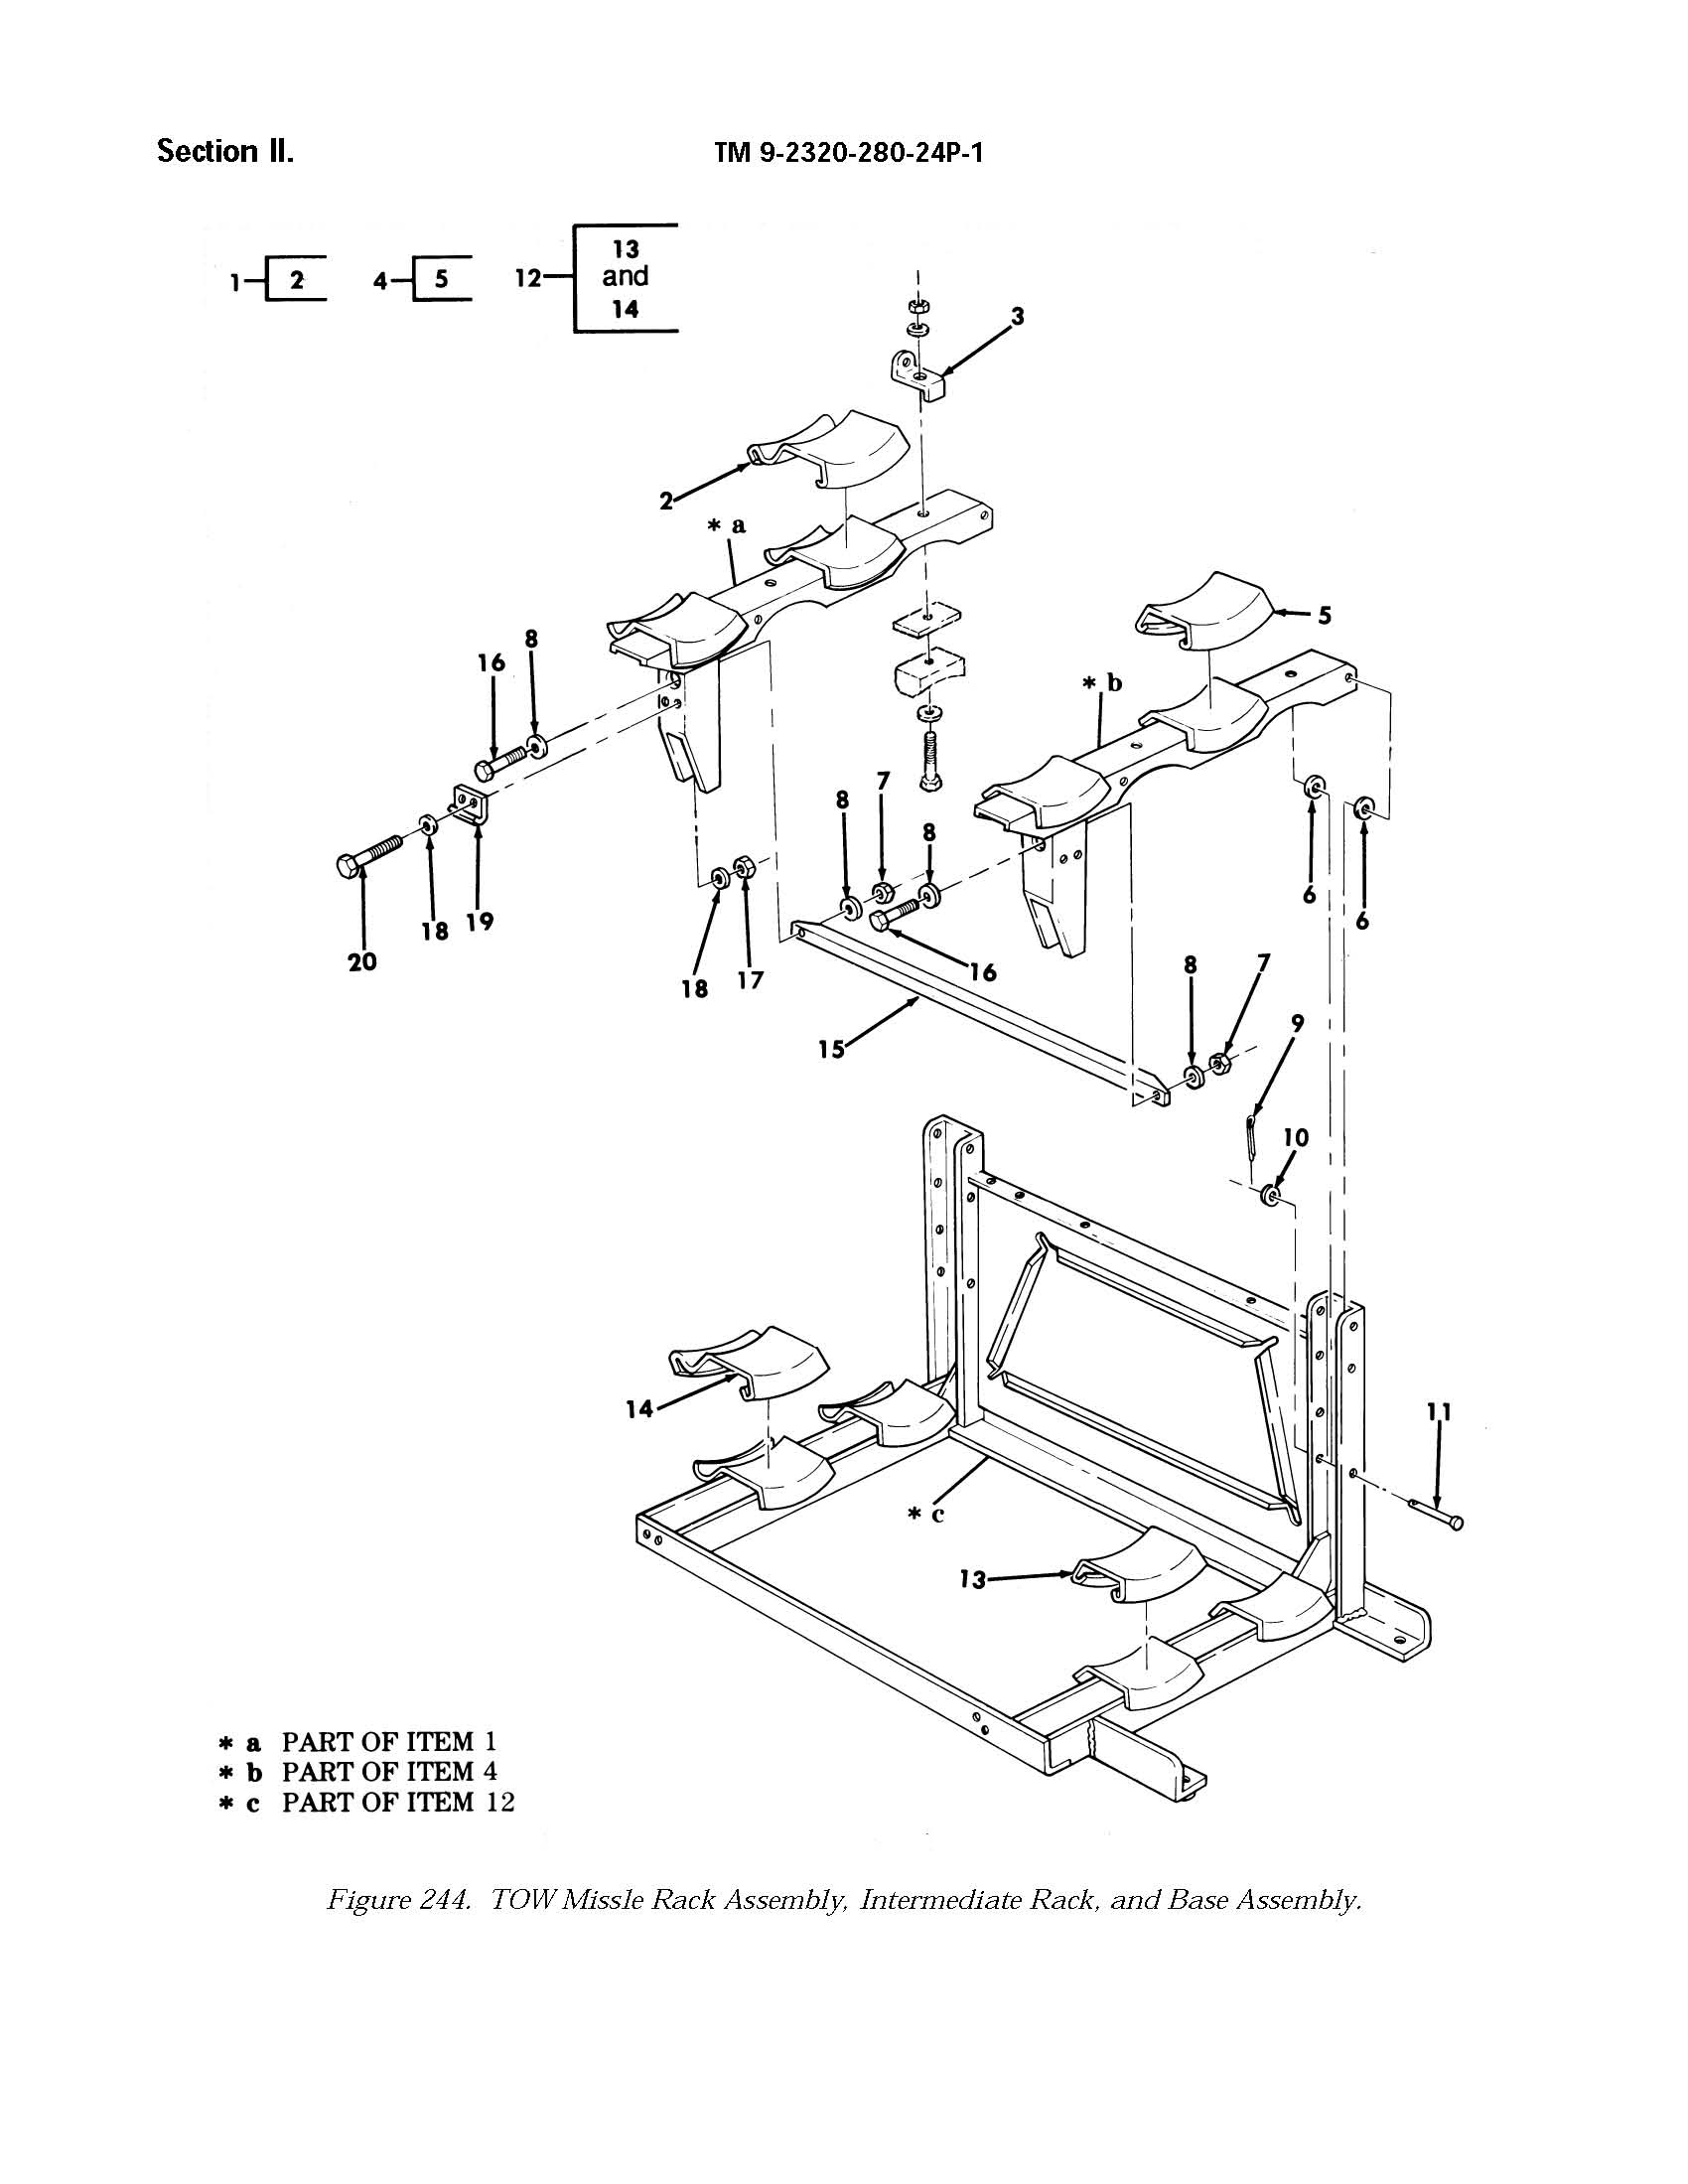 Section II.
TM 9-2320-280-24P-1
1 2
4 5
12 13
and
14
3
2
* a
5
8
16
* b
7
8
8
6
6
18
19
20
18
17
16
8
7
15
9
10
14
11
* c
13
* a PART OF ITEM 1
* b PART OF ITEM 4
* c PART OF ITEM 12
Figure 244. TOW Missle Rack Assembly, Intermediate Rack, and Base Assembly.